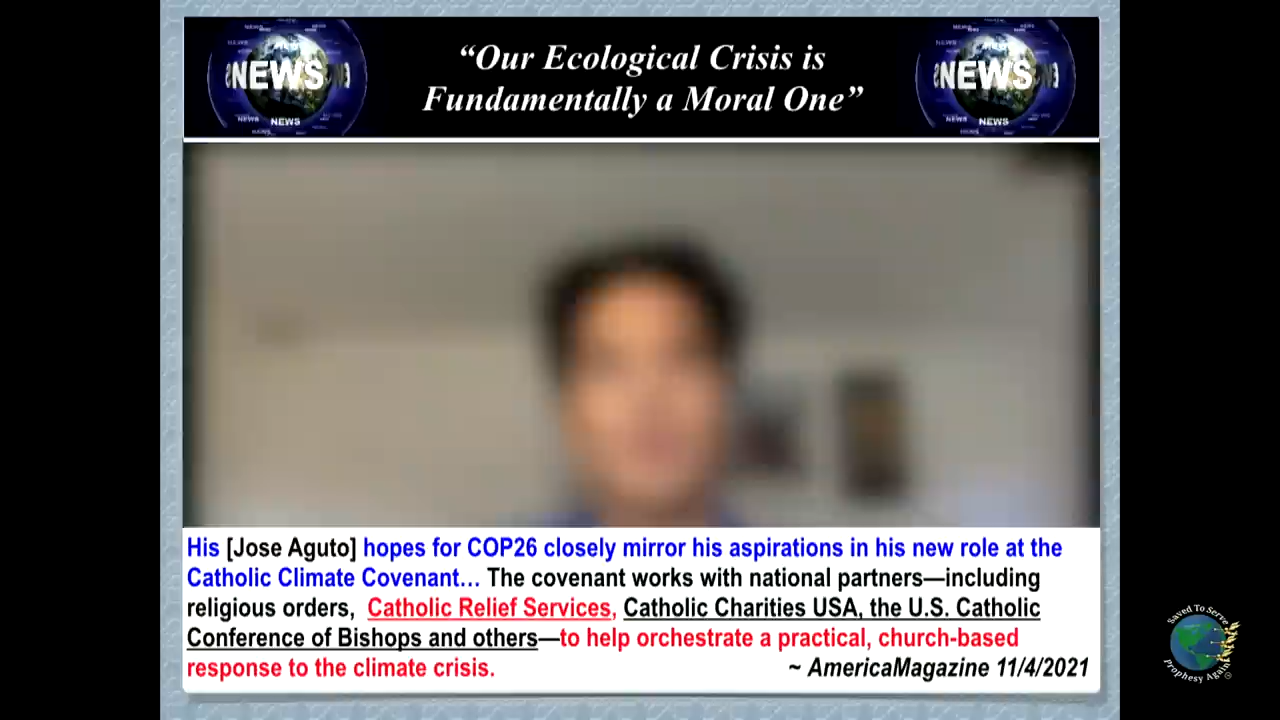 “Our Ecological Crisis is
Fundamentally a Moral One”
NEWS
NEWS
NEWS
NEWS
His [Jose Aguto] hopes for COP26 closely mirror his aspirations in his new role at the
Catholic Climate Covenant… The covenant works with national partners—including
religious orders, Catholic Relief Services, Catholic Charities USA, the U.S. Catholic
Conference of Bishops and others—to help orchestrate a practical, church-based
response to the climate crisis.
~ AmericaMagazine 11/4/2021
Saved To Serve
Prophesy Again